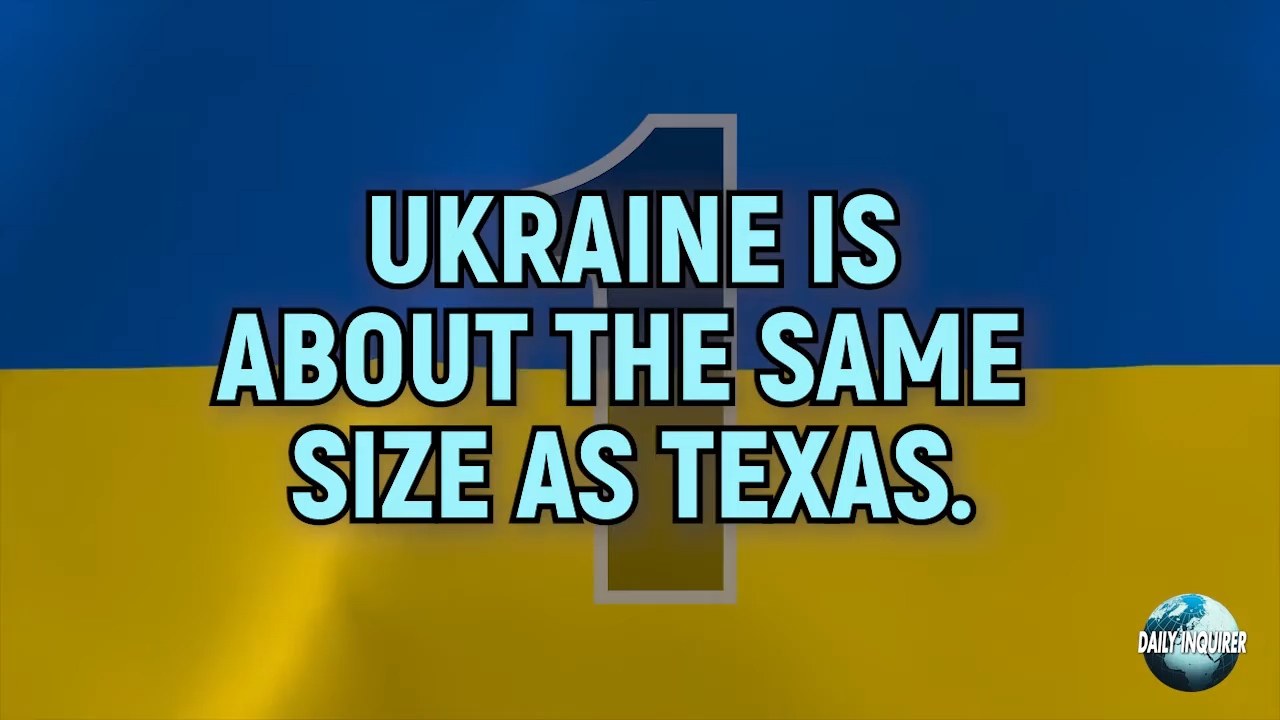 1
UKRAINE IS
ABOUT THE SAME
SIZE AS TEXAS.
DAILY INQUIRER